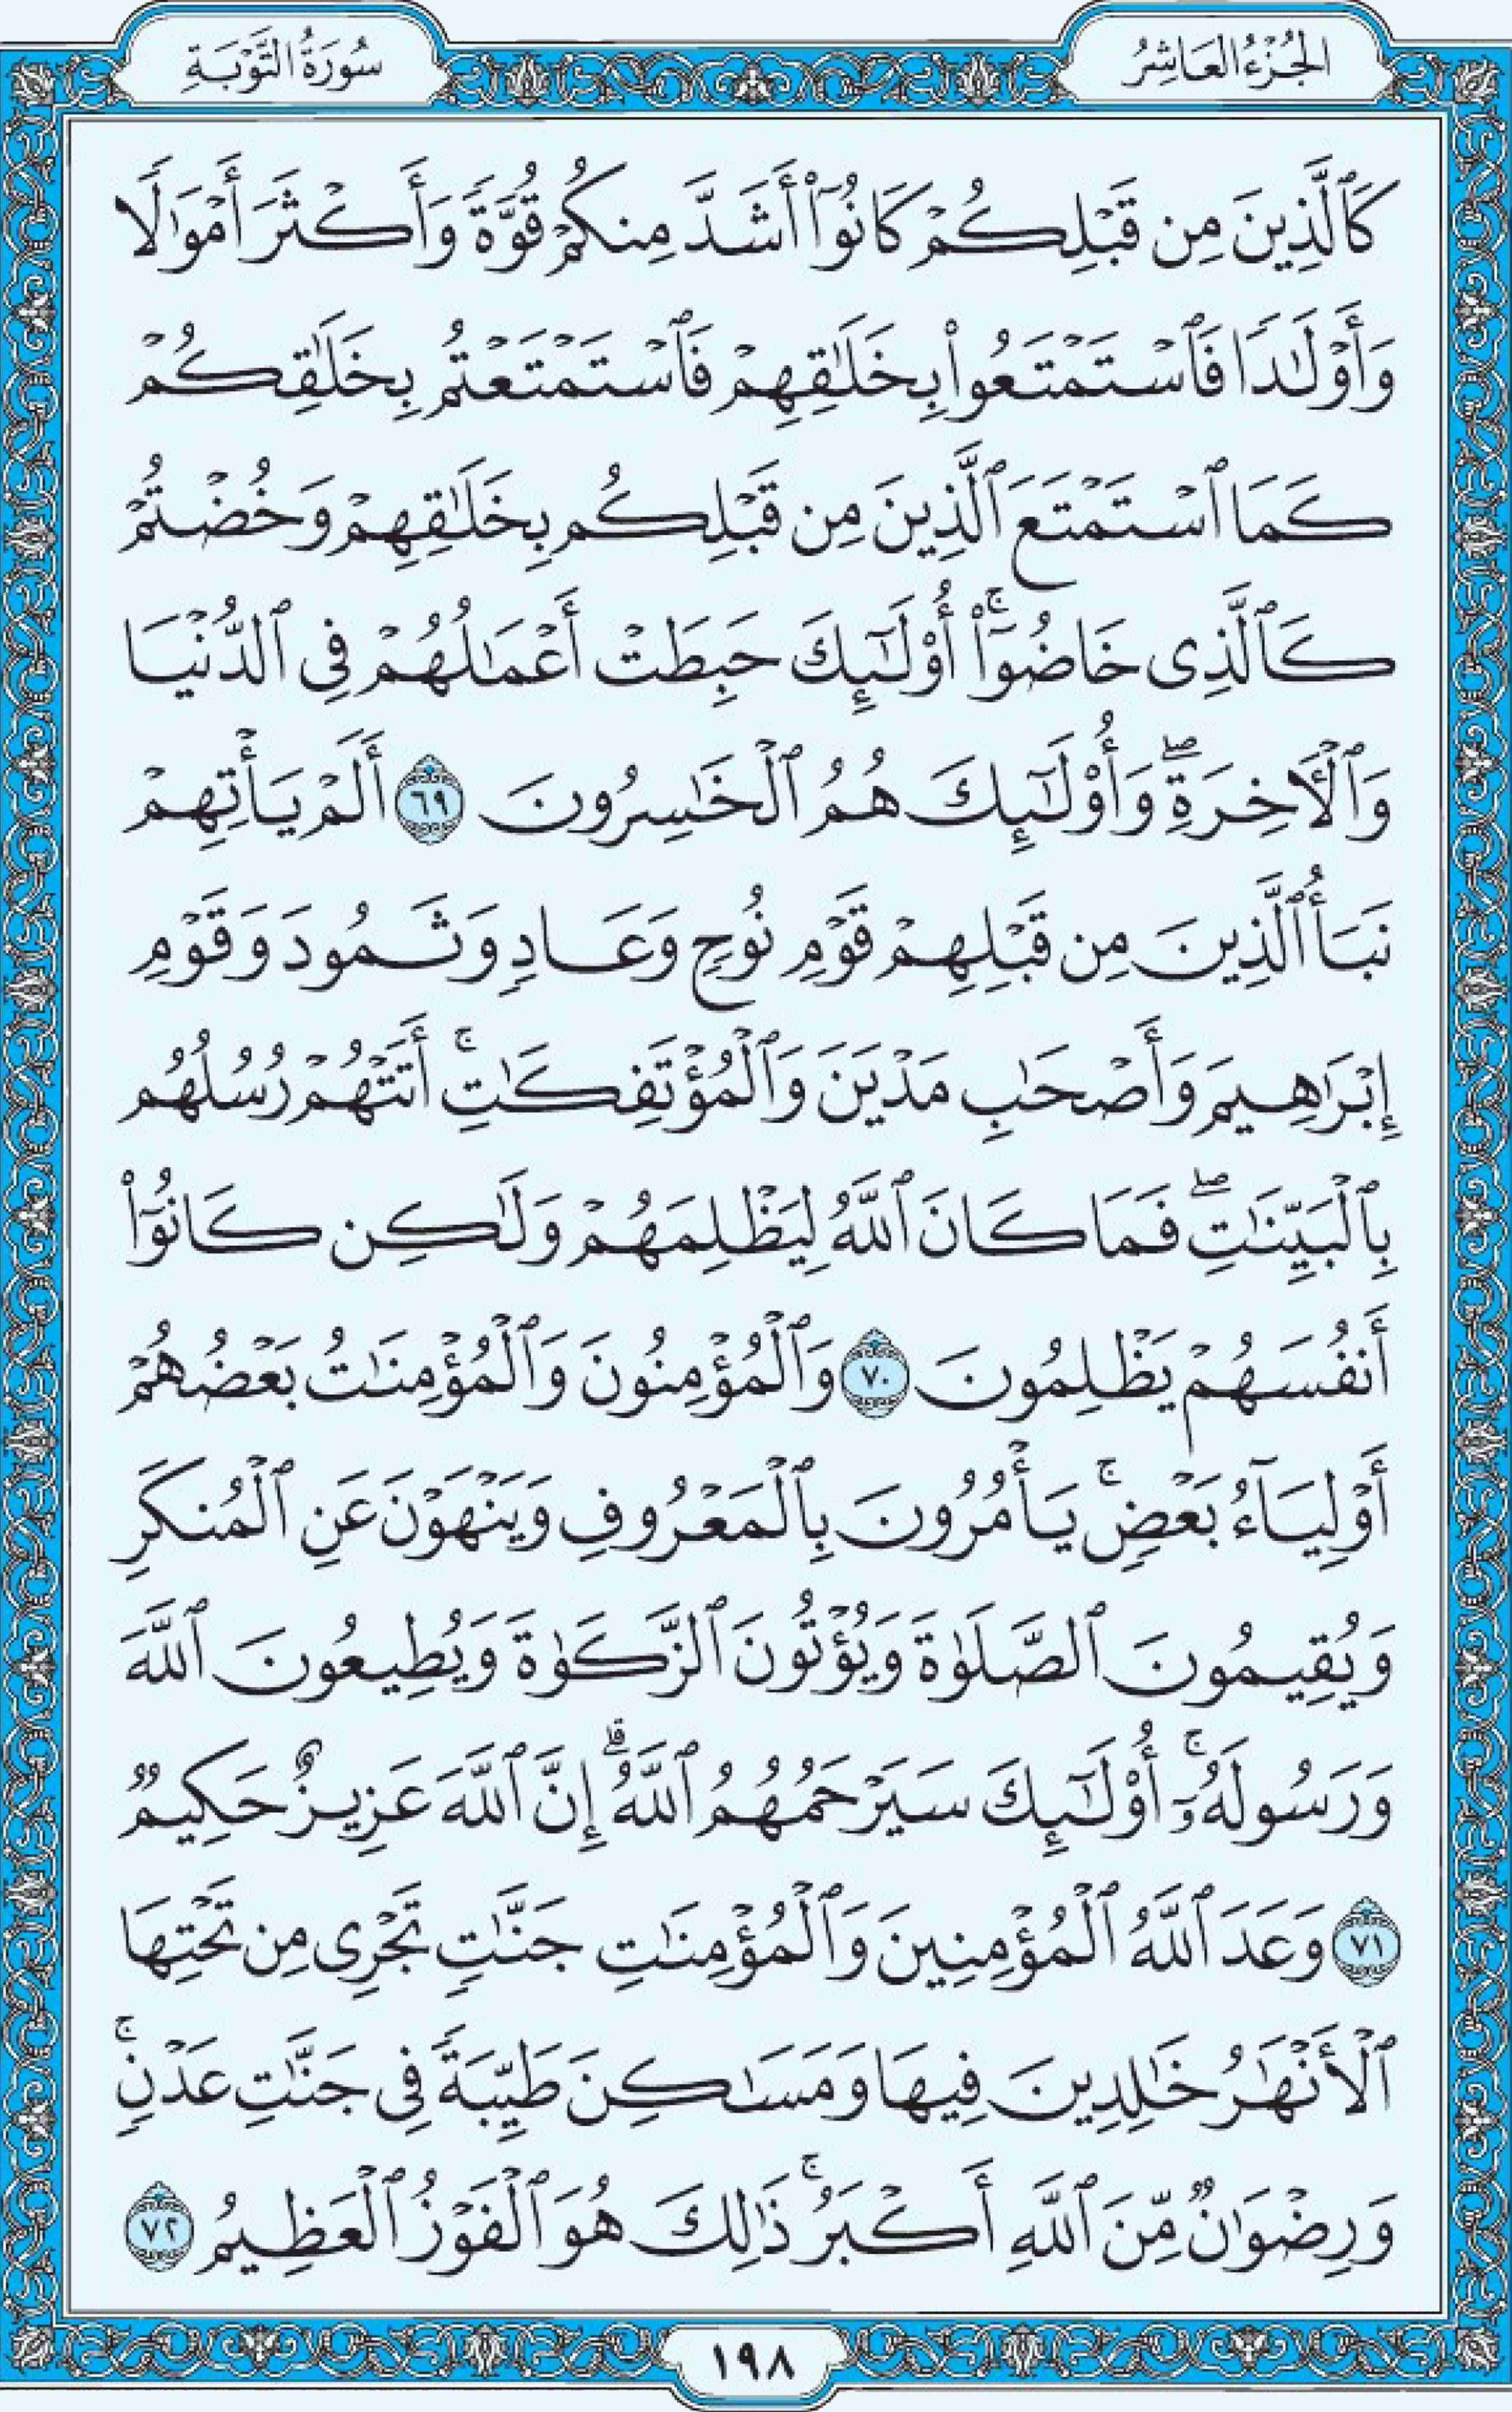 الجُزْءُ العَاشِرُ
سُورَةُ التَّوْبَةِ
كَٱلَّذِينَ مِن قَبْلِكُمْ كَانُوٓا۟ أَشَدَّ مِنكُمْ قُوَّةً وَأَكْثَرَ أَمْوَٰلًا
وَأَوْلَٰدًا فَٱسْتَمْتَعُوا۟ بِخَلَٰقِهِمْ فَٱسْتَمْتَعْتُم بِخَلَٰقِكُمْ
كَمَا ٱسْتَمْتَعَ ٱلَّذِينَ مِن قَبْلِكُم بِخَلَٰقِهِمْ وَخُضْتُمْ
كَٱلَّذِى خَاضُوٓا۟ۚ أُو۟لَٰٓئِكَ حَبِطَتْ أَعْمَٰلُهُمْ فِى ٱلدُّنْيَا
وَٱلْءَاخِرَةِۖ وَأُو۟لَٰٓئِكَ هُمُ ٱلْخَٰسِرُونَ ٦٩ أَلَمْ يَأْتِهِمْ
نَبَأُ ٱلَّذِينَ مِن قَبْلِهِمْ قَوْمِ نُوحٍ وَعَادٍ وَثَمُودَ وَقَوْمِ
إِبْرَٰهِيمَ وَأَصْحَٰبِ مَدْيَنَ وَٱلْمُؤْتَفِكَٰتِۚ أَتَتْهُمْ رُسُلُهُم
بِٱلْبَيِّنَٰتِۖ فَمَا كَانَ ٱللَّهُ لِيَظْلِمَهُمْ وَلَٰكِن كَانُوٓا۟
أَنفُسَهُمْ يَظْلِمُونَ ٧٠ وَٱلْمُؤْمِنُونَ وَٱلْمُؤْمِنَٰتُ بَعْضُهُمْ
أَوْلِيَآءُ بَعْضٍۚ يَأْمُرُونَ بِٱلْمَعْرُوفِ وَيَنْهَوْنَ عَنِ ٱلْمُنكَرِ
وَيُقِيمُونَ ٱلصَّلَوٰةَ وَيُؤْتُونَ ٱلزَّكَوٰةَ وَيُطِيعُونَ ٱللَّهَ
وَرَسُولَهُۥٓۚ أُو۟لَٰٓئِكَ سَيَرْحَمُهُمُ ٱللَّهُۗ إِنَّ ٱللَّهَ عَزِيزٌ حَكِيمٌ
٧١ وَعَدَ ٱللَّهُ ٱلْمُؤْمِنِينَ وَٱلْمُؤْمِنَٰتِ جَنَّٰتٍ تَجْرِى مِن تَحْتِهَا
ٱلْأَنْهَٰرُ خَٰلِدِينَ فِيهَا وَمَسَٰكِنَ طَيِّبَةً فِى جَنَّٰتِ عَدْنٍۚ
وَرِضْوَٰنٌ مِّنَ ٱللَّهِ أَكْبَرُۚ ذَٰلِكَ هُوَ ٱلْفَوْزُ ٱلْعَظِيمُ ٧٢
١٩٨